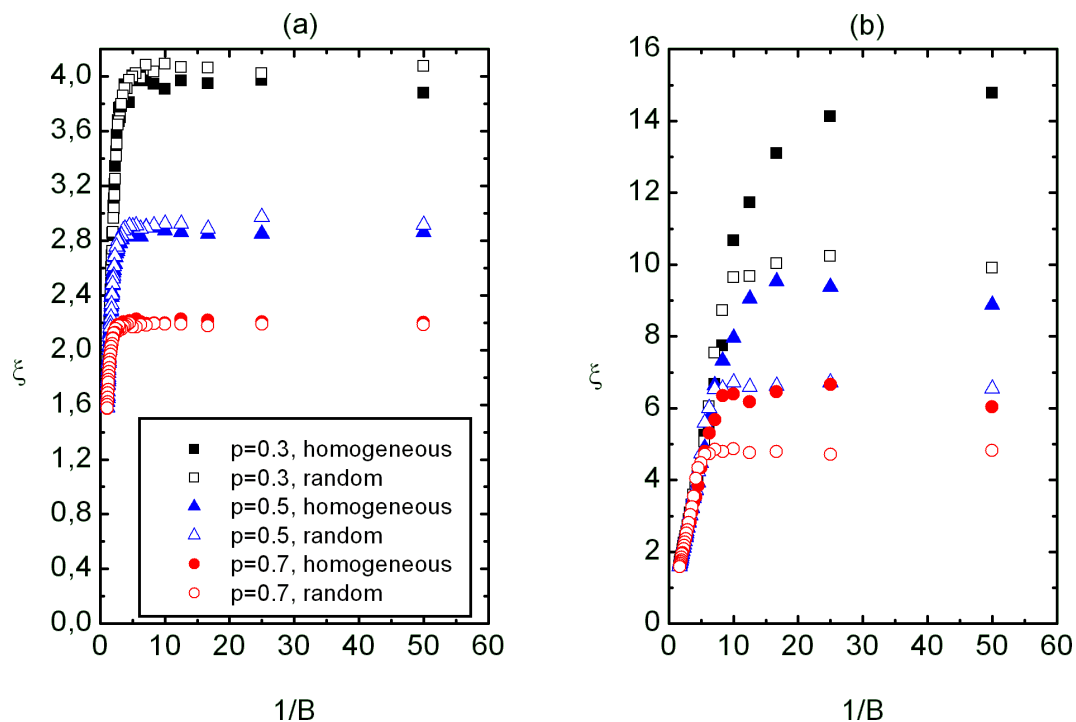 (a)
4,0
3,6
3,2
2,8
2,4
2,0
1,6
1,2
0,8
0,4
0,0
ξ
0 10 20 30 40 50 60
1/B
p=0.3, homogeneous
p=0.3, random
p=0.5, homogeneous
p=0.5, random
p=0.7, homogeneous
p=0.7, random
(b)
16
14
12
10
8
6
4
2
0
ξ
0 10 20 30 40 50 60
1/B